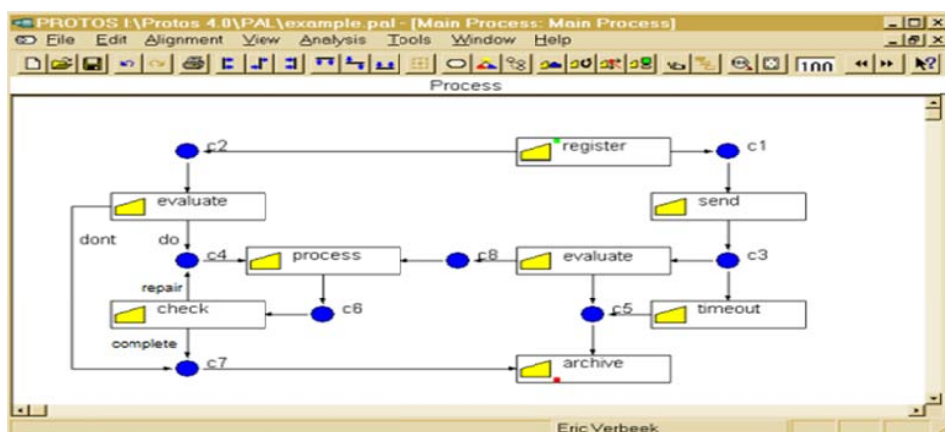 PROTOS I:\Protos 4.0\PAL\example.pal - [Main Process: Main Process]
File Edit Alignment View Analysis Tools Window Help
100
Process
c2 register c1
evaluate send
dont do
c4 process c8 evaluate c3
repair
check c6 c5 timeout
complete
c7 archive
Eric Verbeek